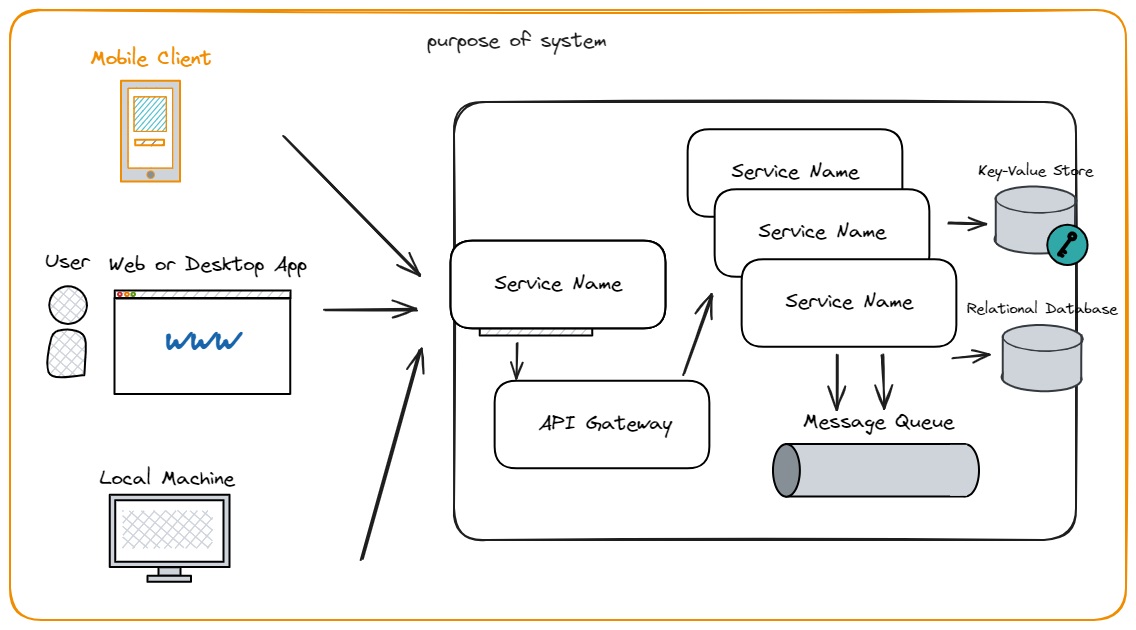 purpose of system
Mobile Client
Key-Value Store
Service Name
Service Name
User
Web or Desktop App
Service Name
Service Name
Relational Database
www
API Gateway
Message Queue
Local Machine